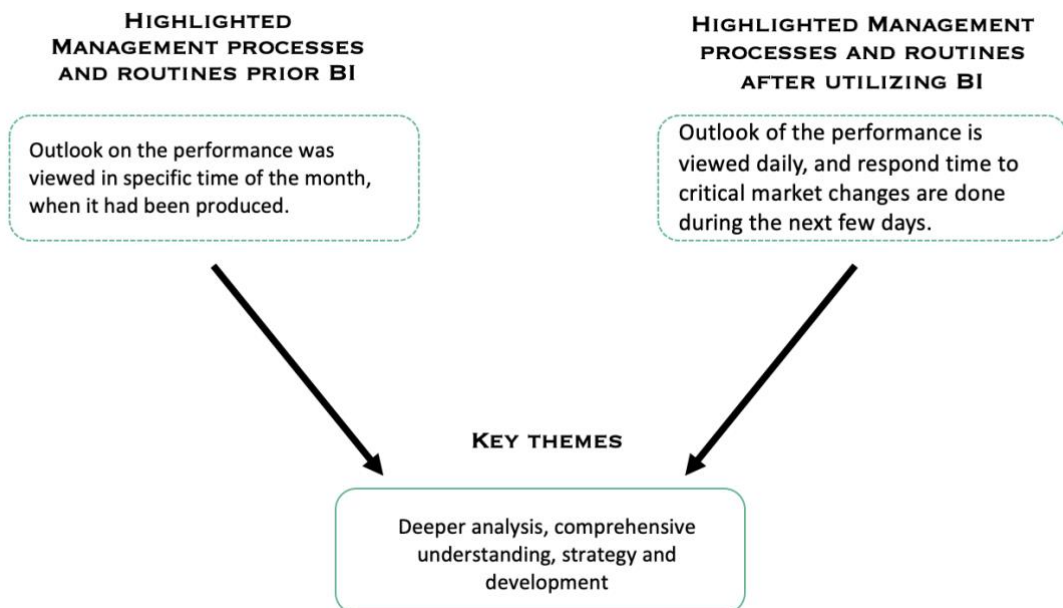 HIGHLIGHTED
MANAGEMENT PROCESSES
AND ROUTINES PRIOR BI
Outlook on the performance was
viewed in specific time of the month,
when it had been produced.
HIGHLIGHTED MANAGEMENT
PROCESSES AND ROUTINES
AFTER UTILIZING BI
Outlook of the performance is
viewed daily, and respond time to
critical market changes are done
during the next few days.
KEY THEMES
Deeper analysis, comprehensive
understanding, strategy and
development